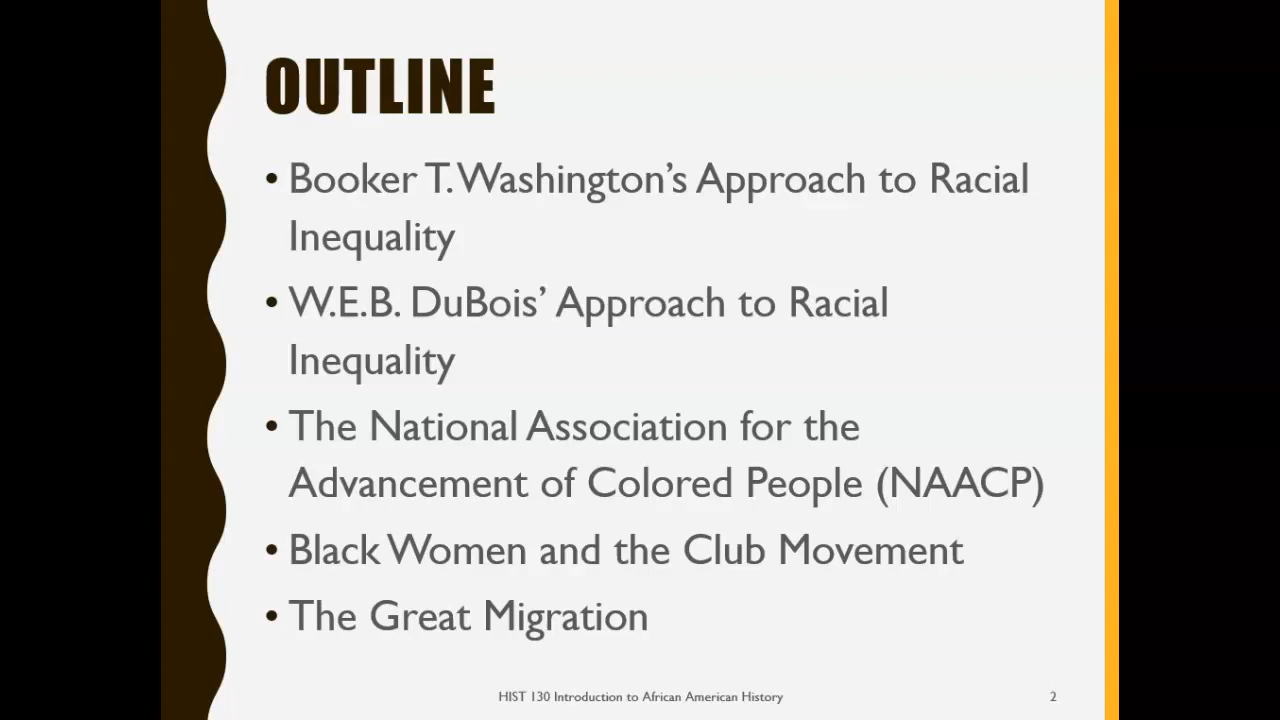 OUTLINE
• Booker T. Washington’s Approach to Racial
Inequality
• W.E.B. DuBois’ Approach to Racial
Inequality
• The National Association for the
Advancement of Colored People (NAACP)
• Black Women and the Club Movement
• The Great Migration
HIST 130 Introduction to African American History
2